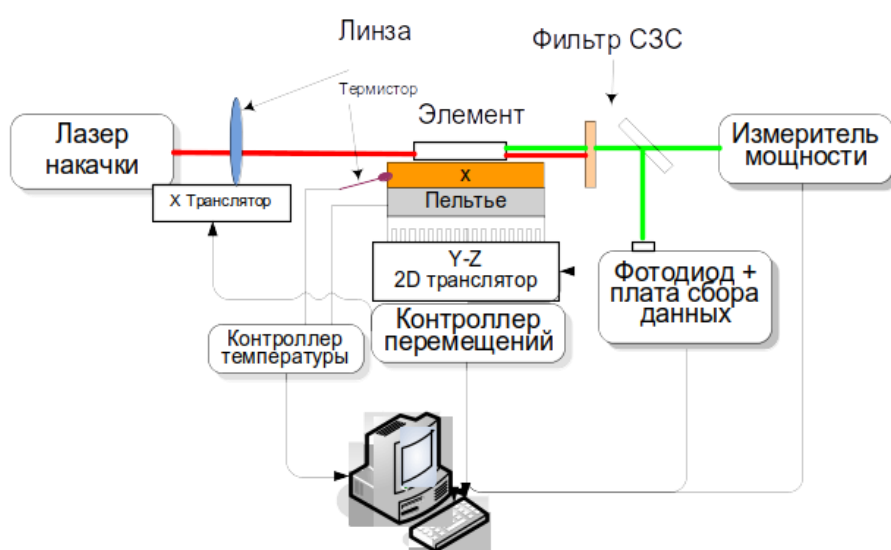 Линза
Фильтр СЗС
Термистор
Элемент
Лазер
накачки
Измеритель
мощности
X Транслятор
X
Пельтье
Y-Z
2D транслятор
Фотодиод +
плата сбора
данных
Контроллер
температуры
Контроллер
перемещений